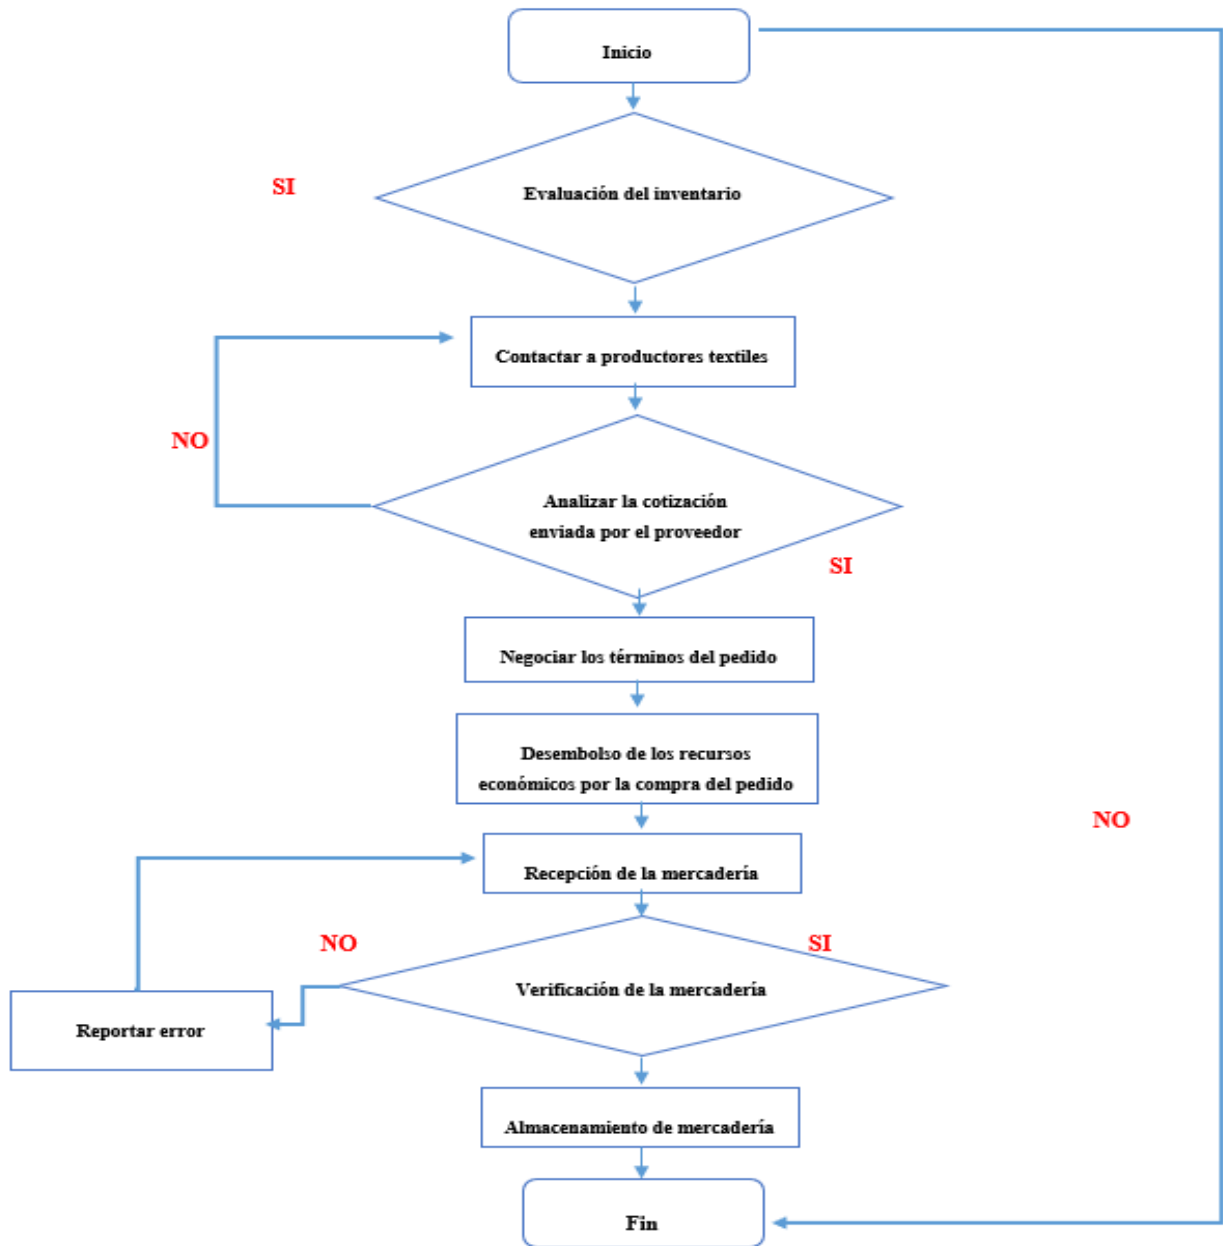 Inicio
SI
Evaluación del inventario
Contactar a productores textiles
NO
Analizar la cotización
enviada por el proveedor
SI
Negociar los términos del pedido
Desembolso de los recursos
económicos por la compra del pedido
NO
Recepción de la mercadería
NO
SI
Verificación de la mercadería
Reportar error
Almacenamiento de mercadería
Fin